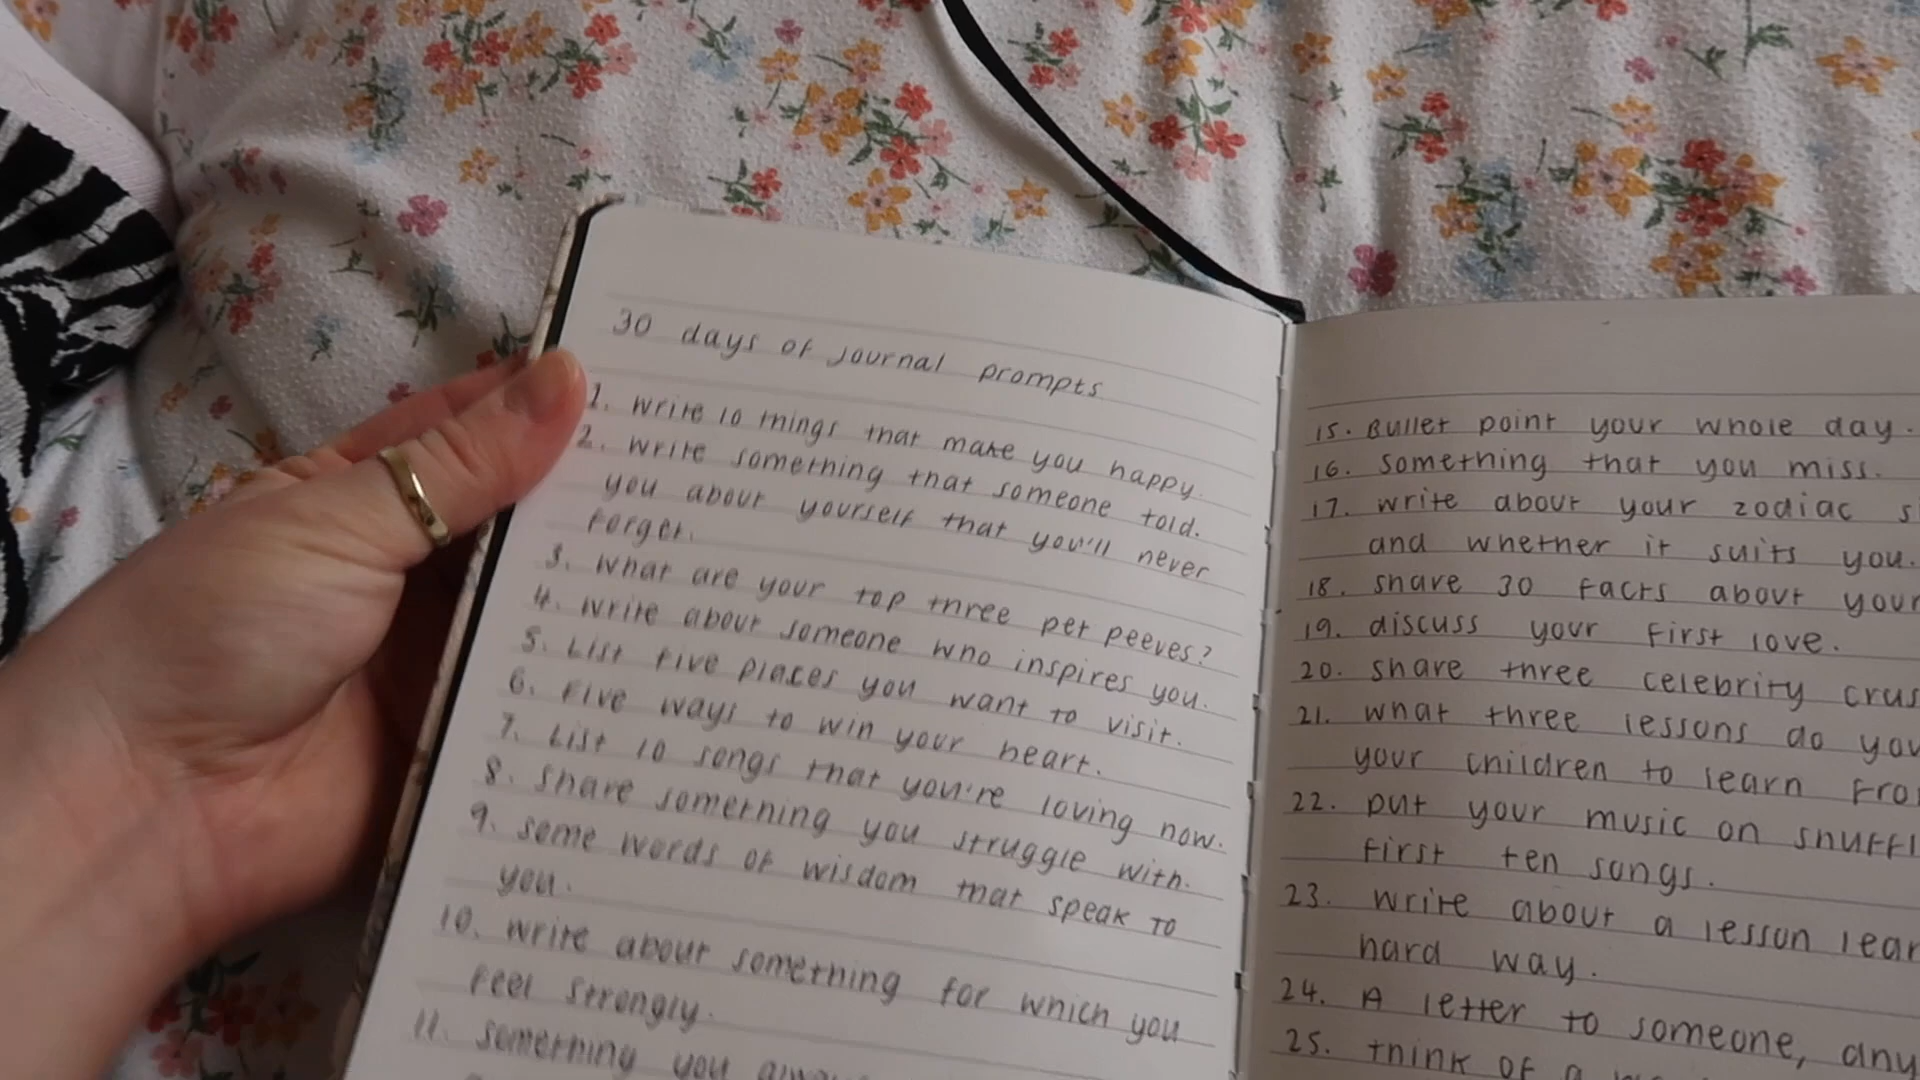 30 days of journal prompts
1. write 10 things that make you happy.
2. write something that someone told.
you about yourself that you'll never
forget.
3. what are your top three pet peeves?
4. write about someone who inspires you.
5. List five places you want to visit.
6. Five ways to win your heart.
7. List 10 songs that you're loving now.
8. share something you struggle with.
9. some words of wisdom that speak to
you.
10. write about something for which you
feel strongly.
11. something you
15. Bullet point your whole day.
16. something that you miss.
17. write about your zodiac
and whether it suits you.
18. share 30 facts about
19. discuss your first love.
20. share three celebrity
21. what three lessons do
your children to learn
22. put your music on
first ten songs.
23. write about a lesson
hard way.
24. A letter to someone,
25. think of a